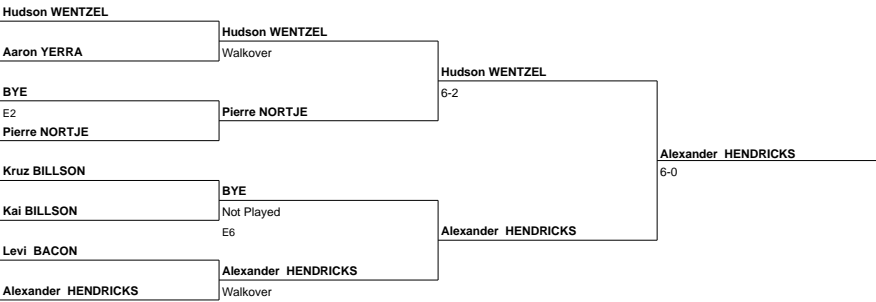 Hudson WENTZEL
Aaron YERRA
BYE
E2
Pierre NORTJE
Kruz BILLSON
Kai BILLSON
Levi BACON
Alexander HENDRICKS
Hudson WENTZEL
Walkover
Pierre NORTJE
BYE
Not Played
E6
Alexander HENDRICKS
Walkover
Hudson WENTZEL
6-2
Alexander HENDRICKS
Alexander HENDRICKS
6-0